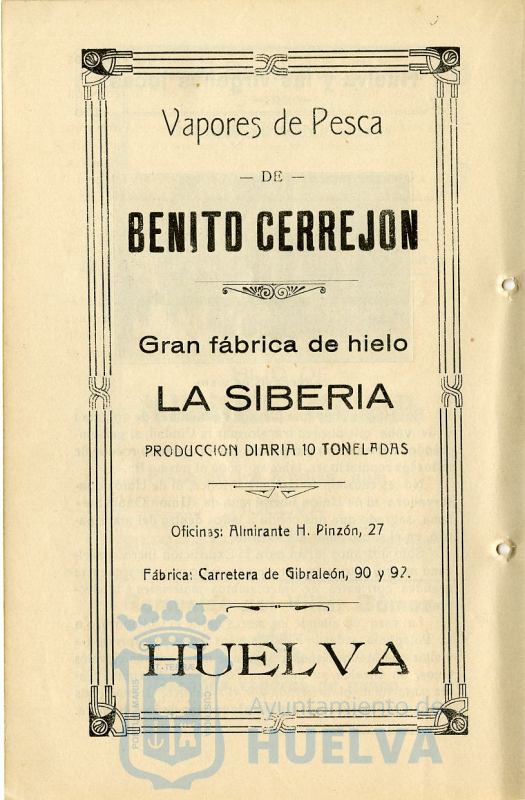 Vapores de Pesca
— DE —
BENITO CERREJON
Gran fábrica de hielo
LA SIBERIA
PRODUCCION DIARIA 10 TONELADAS
Oficinas: Almirante H. Pinzón, 27
Fábrica: Carretera de Gibraleón, 90 y 92.
HUELVA
Ayuntamiento de
HUELVA